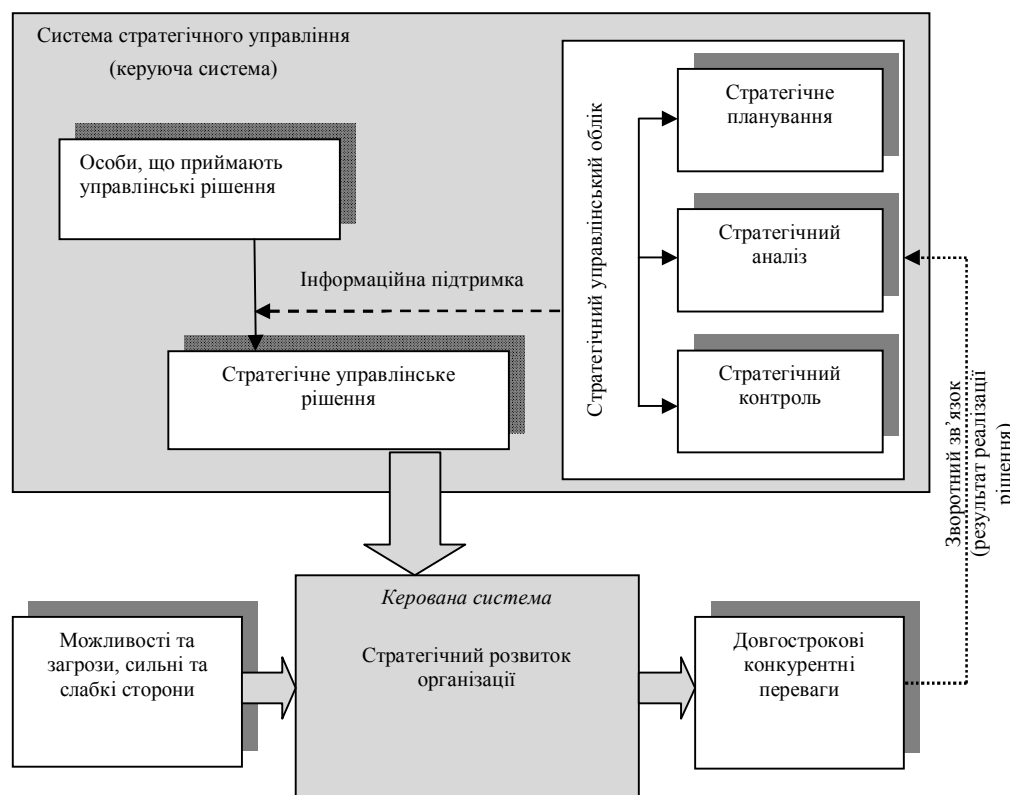 Система стратегічного управління
(керуюча система)
Особи, що приймають
управлінські рішення
Інформаційна підтримка
Стратегічне управлінське
рішення
Стратегічний управлінський облік
Стратегічне
планування
Стратегічний
аналіз
Стратегічний
контроль
Зворотний зв’язок
(результат реалізації
рішення)
Можливості та
загрози, сильні та
слабкі сторони
Керована система
Стратегічний розвиток
організації
Довгострокові
конкурентні
переваги